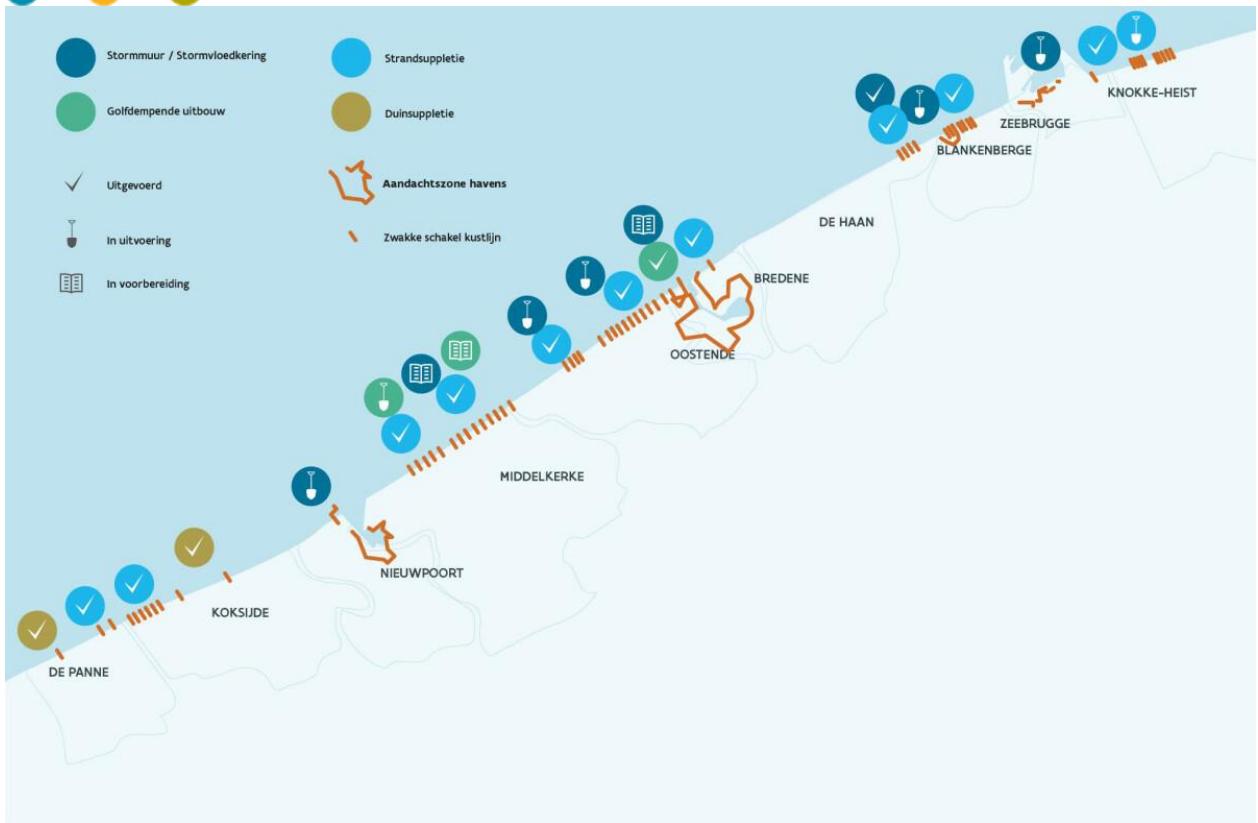 Stormmuur / Stormvloedkering
Golfdempende uitbouw
Uitgevoerd
In uitvoering
In voorbereiding
Strandsuppletie
Duinsuppletie
Aandachtszone havens
Zwakke schakel kustlijn
KNOKKE-HEIST
ZEEBRUGGE
BLANKENBERGE
DE HAAN
BREDENE
OOSTENDE
MIDDELKERKE
NIEUWPOORT
KOKSIJDE
DE PANNE